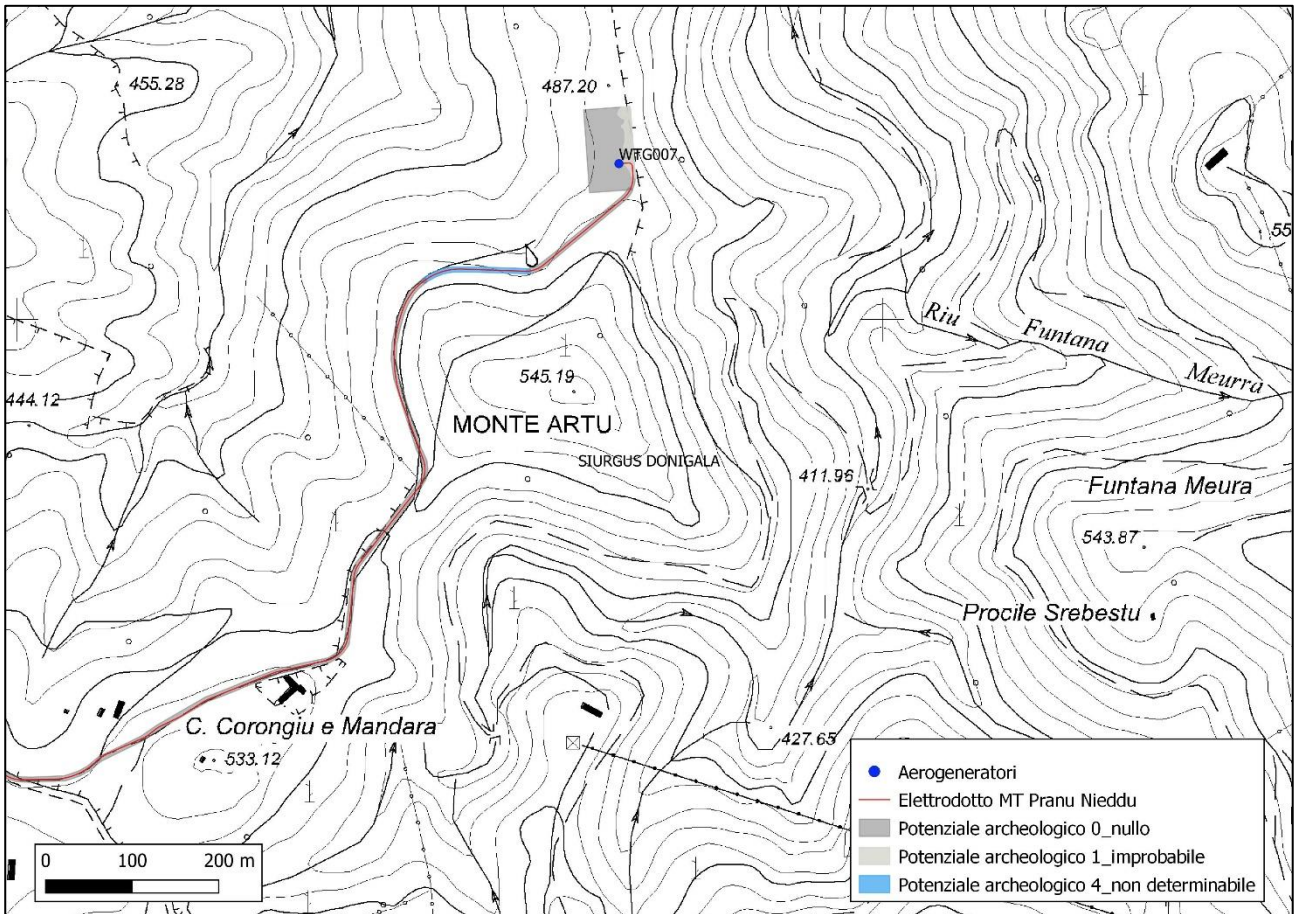 455.28
487.20
WTG007
55
Riu Funtana Meurra
444.12
545.19
MONTE ARTU
SIURGUS DONIGALA
411.96
Funtana Meura
543.87
Procile Srebestu
C. Corongiu e Mandara
533.12
427.65
0 100 200 m
Aerogeneratori
Elettrodotto MT Pranu Nieddu
Potenziale archeologico 0_nullo
Potenziale archeologico 1_improbabile
Potenziale archeologico 4_non determinabile